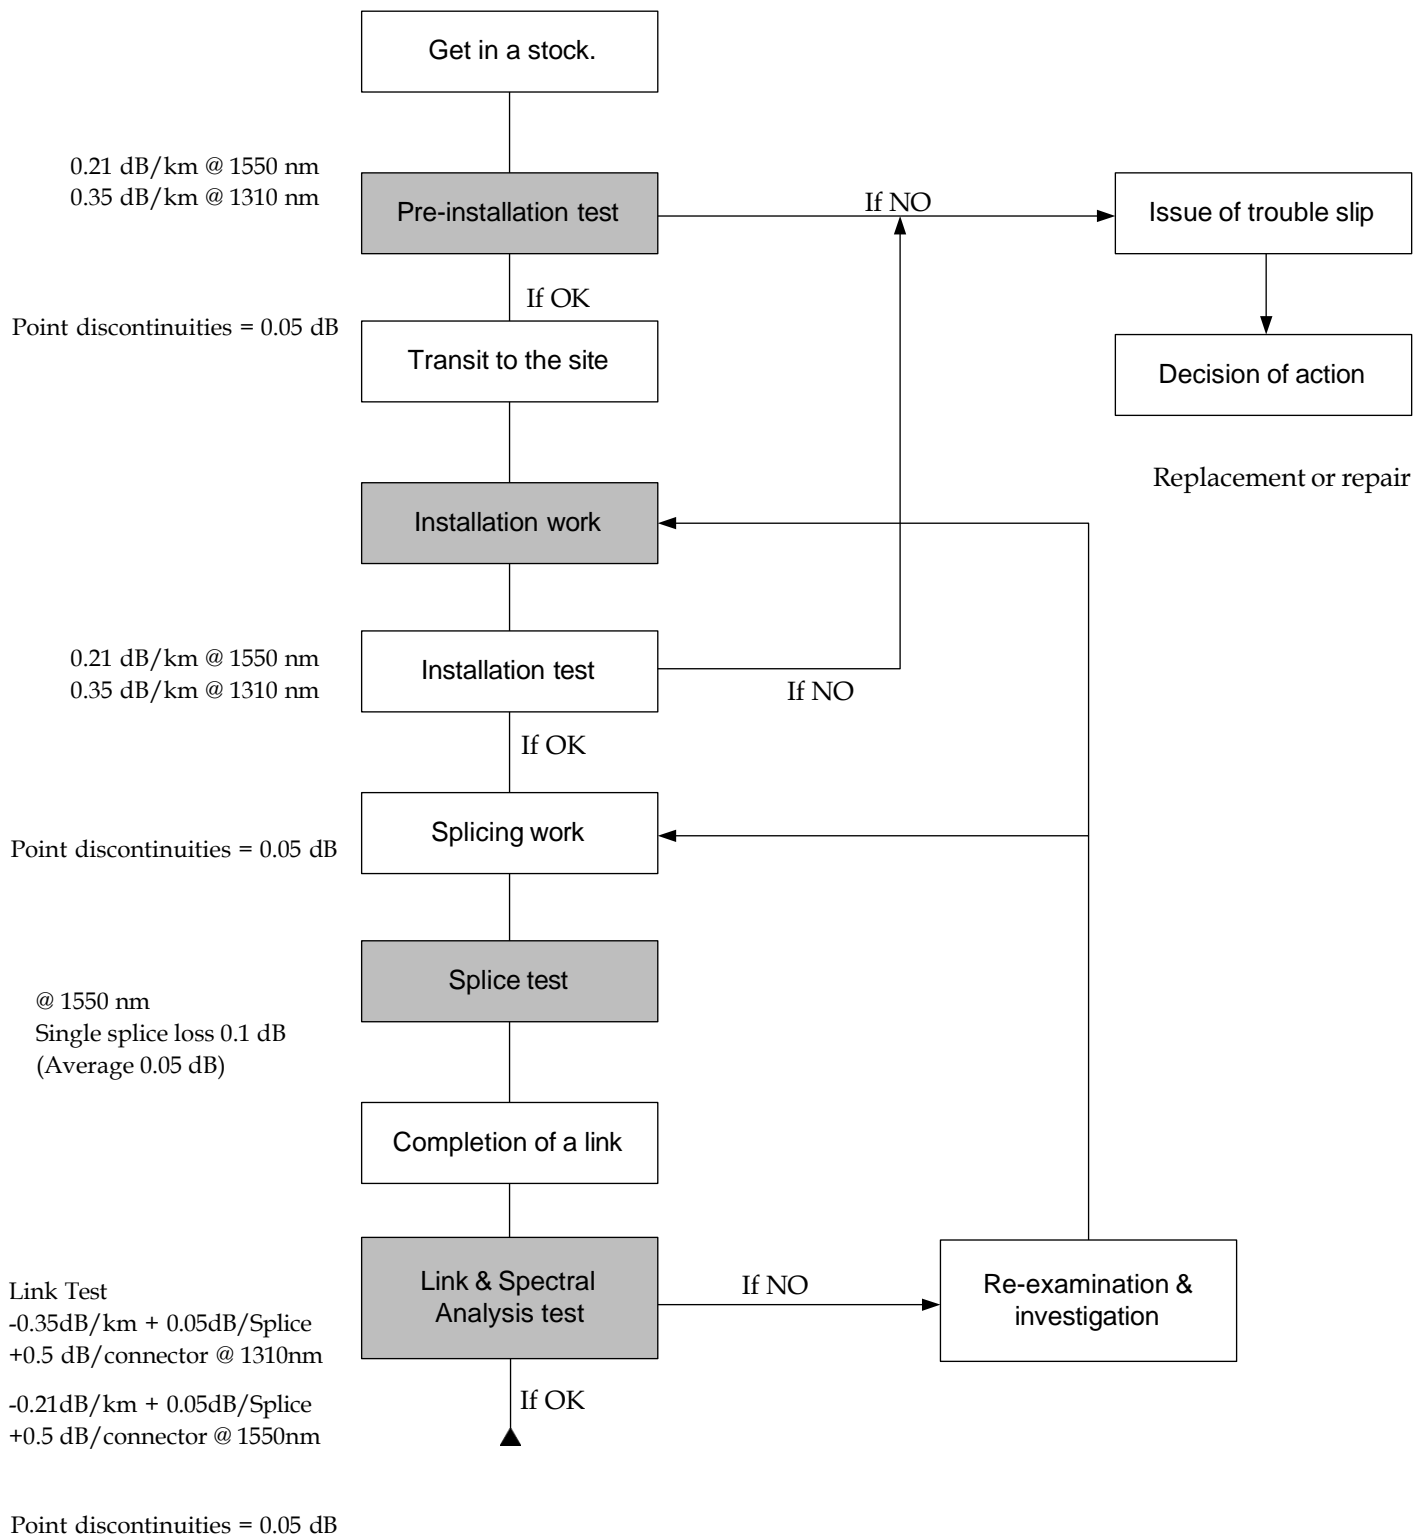 Get in a stock.
0.21 dB/km @ 1550 nm
0.35 dB/km @ 1310 nm
Pre-installation test
If NO
Issue of trouble slip
If OK
Point discontinuities = 0.05 dB
Transit to the site
Decision of action
Replacement or repair
Installation work
0.21 dB/km @ 1550 nm
0.35 dB/km @ 1310 nm
Installation test
If NO
If OK
Splicing work
Point discontinuities = 0.05 dB
Splice test
@ 1550 nm
Single splice loss 0.1 dB
(Average 0.05 dB)
Completion of a link
Link & Spectral
Analysis test
If NO
Re-examination &
investigation
Link Test
-0.35dB/km + 0.05dB/Splice
+0.5 dB/connector @ 1310nm
-0.21dB/km + 0.05dB/Splice
+0.5 dB/connector @ 1550nm
If OK
Point discontinuities = 0.05 dB